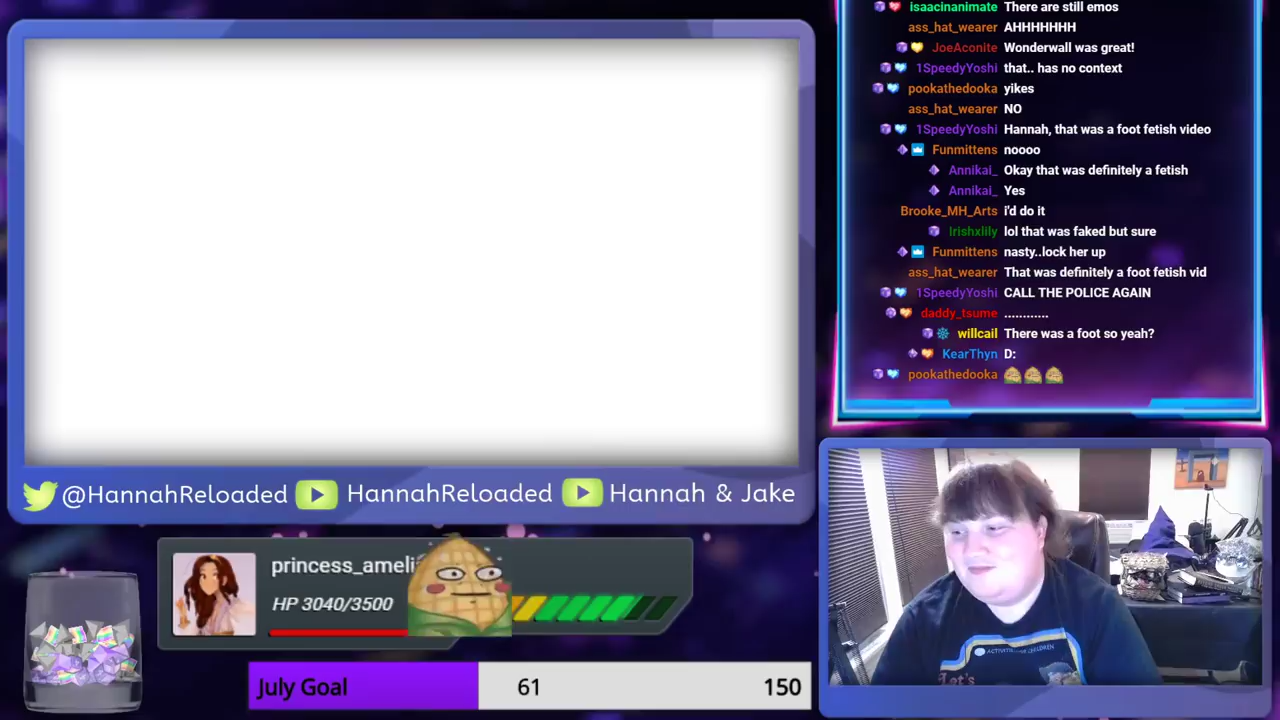 isaacinanimate There are still emos
ass_hat_wearer AHHHHHHH
JoeAconite Wonderwall was great!
1SpeedyYoshi that.. has no context
pookathedooka yikes
ass_hat_wearer NO
1SpeedyYoshi Hannah, that was a foot fetish video
Funmittens noooo
Annikai_ Okay that was definitely a fetish
Annikai_ Yes
Brooke_MH_Arts i'd do it
Irishxlily lol that was faked but sure
Funmittens nasty..lock her up
ass_hat_wearer That was definitely a foot fetish vid
1SpeedyYoshi CALL THE POLICE AGAIN
daddy_tsume ............
willcail There was a foot so yeah?
KearThyn D:
pookathedooka
@HannahReloaded HannahReloaded Hannah & Jake
princess_ameli
HP 3040/3500
July Goal 61 150
Let's